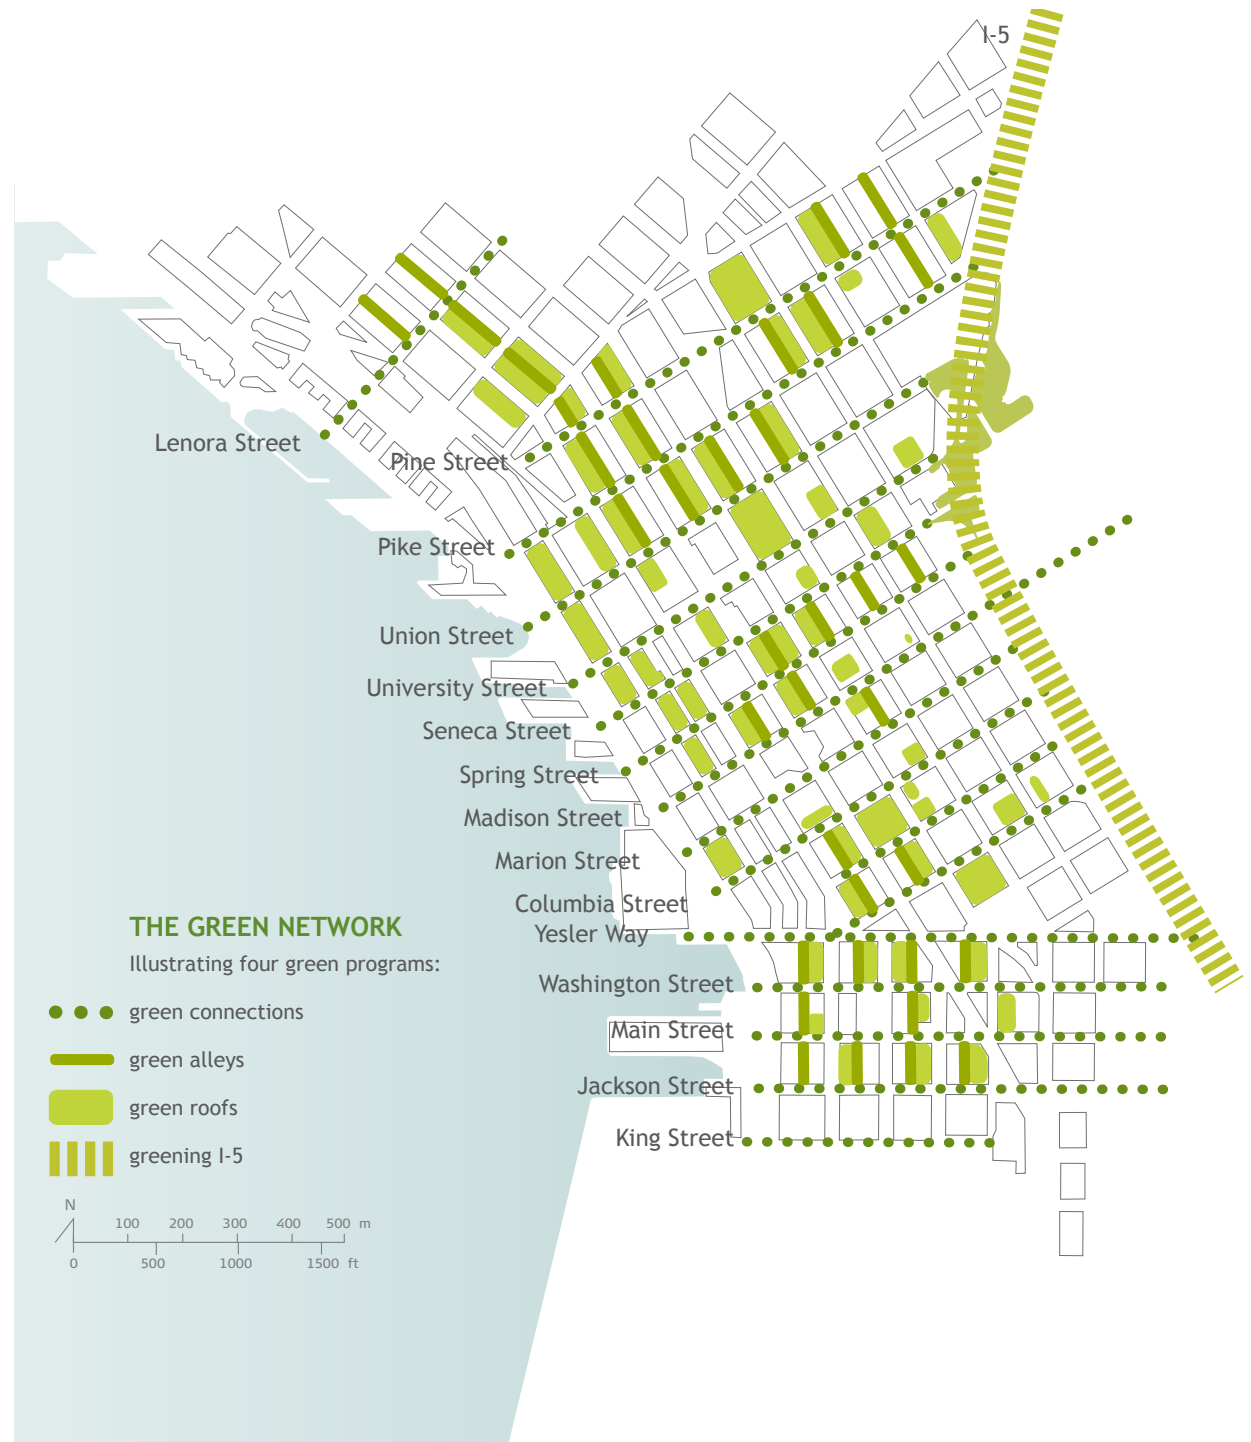 I-5
Lenora Street
Pine Street
Pike Street
Union Street
University Street
Seneca Street
Spring Street
Madison Street
Marion Street
Columbia Street
Yesler Way
Washington Street
Main Street
Jackson Street
King Street
THE GREEN NETWORK
Illustrating four green programs:
green connections
green alleys
green roofs
greening I-5
N
100 200 300 400 500 m
0 500 1000 1500 ft